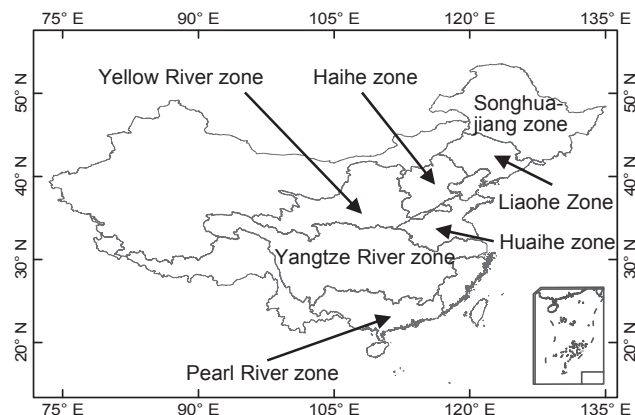 75° E 90° E 105° E 120° E 135° E
Yellow River zone
Haihe zone
Songhua-
jiang zone
50° N
50° N
40° N
40° N
Liaohe Zone
Huaihe zone
Yangtze River zone
30° N
30° N
20° N
20° N
Pearl River zone
75° E 90° E 105° E 120° E 135° E